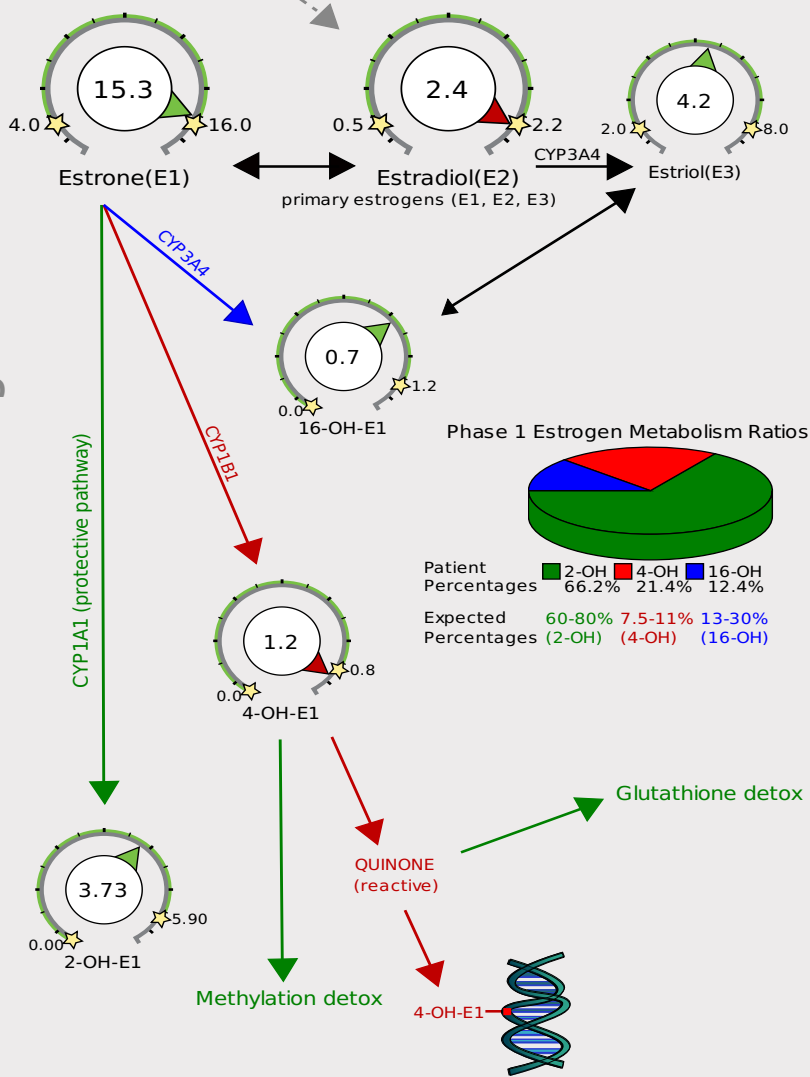 15.3
4.0
16.0
Estrone(E1)
2.4
0.5
2.2
Estradiol(E2)
primary estrogens (E1, E2, E3)
CYP3A4
4.2
2.0
8.0
Estriol(E3)
CYP3A4
CYP1B1
CYP1A1 (protective pathway)
0.7
0.0
1.2
16-OH-E1
Phase 1 Estrogen Metabolism Ratios
Patient Percentages
2-OH 4-OH 16-OH
66.2% 21.4% 12.4%
Expected Percentages
60-80% 7.5-11% 13-30%
(2-OH) (4-OH) (16-OH)
1.2
0.0
0.8
4-OH-E1
Glutathione detox
QUINONE
(reactive)
3.73
0.00
5.90
2-OH-E1
Methylation detox
4-OH-E1